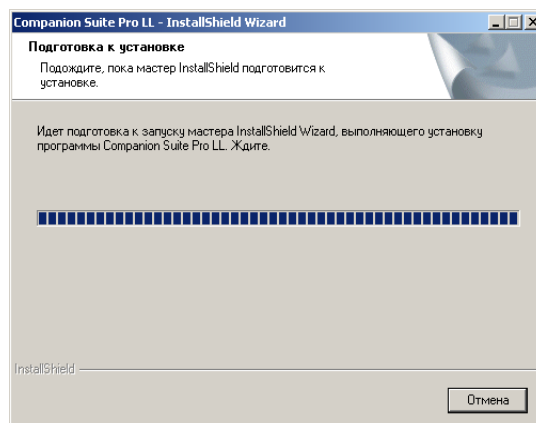 Companion Suite Pro LL - InstallShield Wizard
Подготовка к установке
Подождите, пока мастер InstallShield подготовится к
установке.
Идет подготовка к запуску мастера InstallShield Wizard, выполняющего установку
программы Companion Suite Pro LL. Ждите.
InstallShield
Отмена